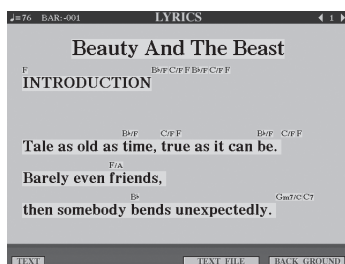 ♩=76 BAR:-001 LYRICS 1
Beauty And The Beast
F B♭/F C/F F B♭/F C/F F
INTRODUCTION
B♭/F C/F F B♭/F C/F F
Tale as old as time, true as it can be.
F/A
Barely even friends,
B♭ Gm7/C C7
then somebody bends unexpectedly.
TEXT TEXT FILE BACK GROUND